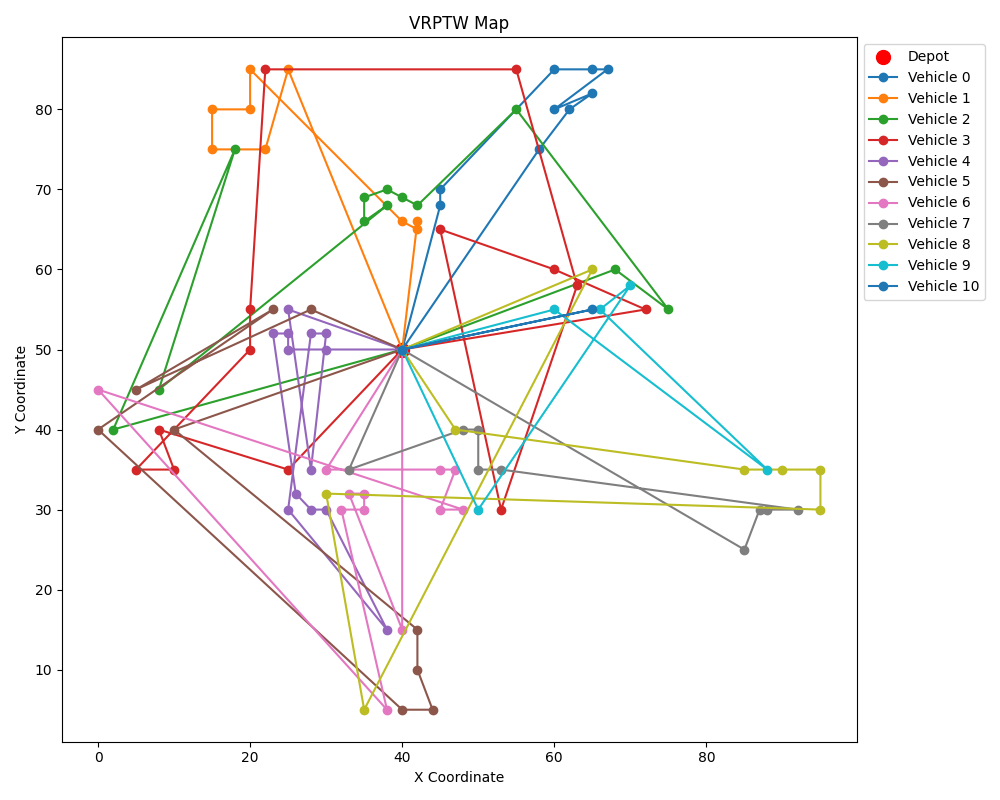 VRPTW Map
Y Coordinate
80
70
60
50
40
30
20
10
0
20
40
60
80
X Coordinate
Depot
Vehicle 0
Vehicle 1
Vehicle 2
Vehicle 3
Vehicle 4
Vehicle 5
Vehicle 6
Vehicle 7
Vehicle 8
Vehicle 9
Vehicle 10